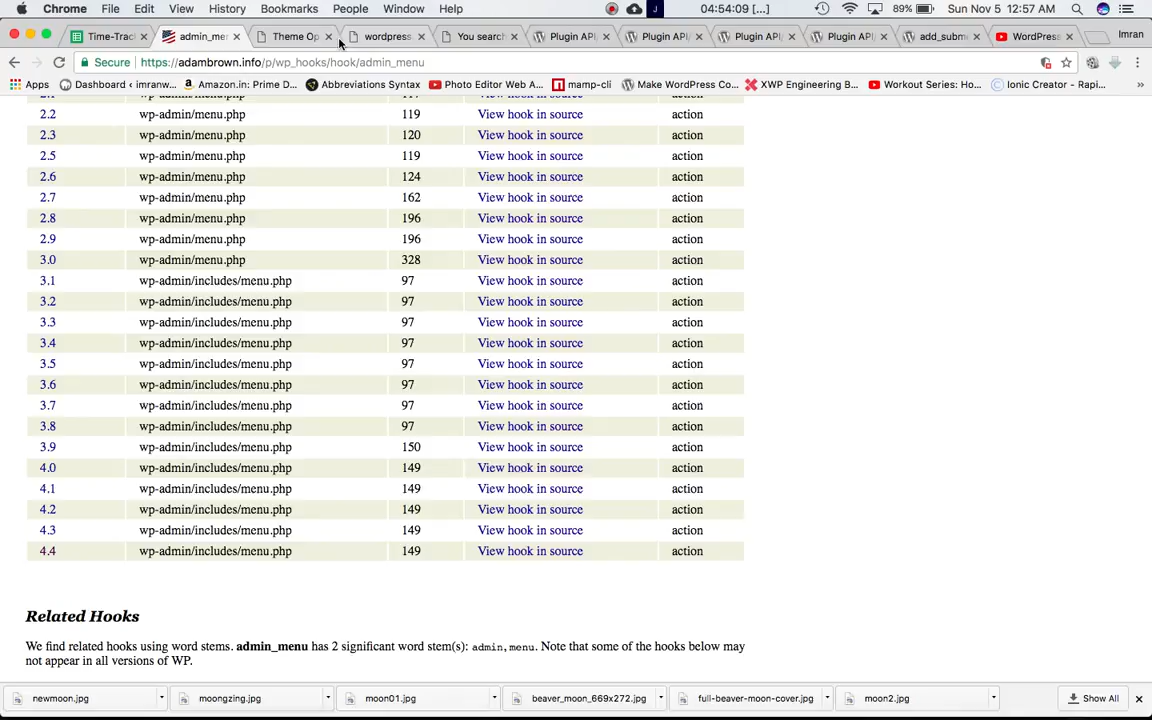 Chrome File Edit View History Bookmarks People Window Help J 04:54:09 [...] 89% Sun Nov 5 12:57 AM
Time-Trac admin_me Theme Op wordpress You search Plugin API/ Plugin API/ Plugin API/ Plugin API/ add_subm WordPress Imran
Secure https://adambrown.info/p/wp_hooks/hook/admin_menu
Apps Dashboard ‹ imranw... Amazon.in: Prime D... Abbreviations Syntax Photo Editor Web A... mamp-cli Make WordPress Co... XWP Engineering B... Workout Series: Ho... Ionic Creator - Rapi... »
2.2 wp-admin/menu.php 119 View hook in source action
2.3 wp-admin/menu.php 120 View hook in source action
2.5 wp-admin/menu.php 119 View hook in source action
2.6 wp-admin/menu.php 124 View hook in source action
2.7 wp-admin/menu.php 162 View hook in source action
2.8 wp-admin/menu.php 196 View hook in source action
2.9 wp-admin/menu.php 196 View hook in source action
3.0 wp-admin/menu.php 328 View hook in source action
3.1 wp-admin/includes/menu.php 97 View hook in source action
3.2 wp-admin/includes/menu.php 97 View hook in source action
3.3 wp-admin/includes/menu.php 97 View hook in source action
3.4 wp-admin/includes/menu.php 97 View hook in source action
3.5 wp-admin/includes/menu.php 97 View hook in source action
3.6 wp-admin/includes/menu.php 97 View hook in source action
3.7 wp-admin/includes/menu.php 97 View hook in source action
3.8 wp-admin/includes/menu.php 97 View hook in source action
3.9 wp-admin/includes/menu.php 150 View hook in source action
4.0 wp-admin/includes/menu.php 149 View hook in source action
4.1 wp-admin/includes/menu.php 149 View hook in source action
4.2 wp-admin/includes/menu.php 149 View hook in source action
4.3 wp-admin/includes/menu.php 149 View hook in source action
4.4 wp-admin/includes/menu.php 149 View hook in source action
Related Hooks
We find related hooks using word stems. admin_menu has 2 significant word stem(s): admin, menu. Note that some of the hooks below may
not appear in all versions of WP.
newmoon.jpg moongzing.jpg moon01.jpg beaver_moon_669x272.jpg full-beaver-moon-cover.jpg moon2.jpg Show All